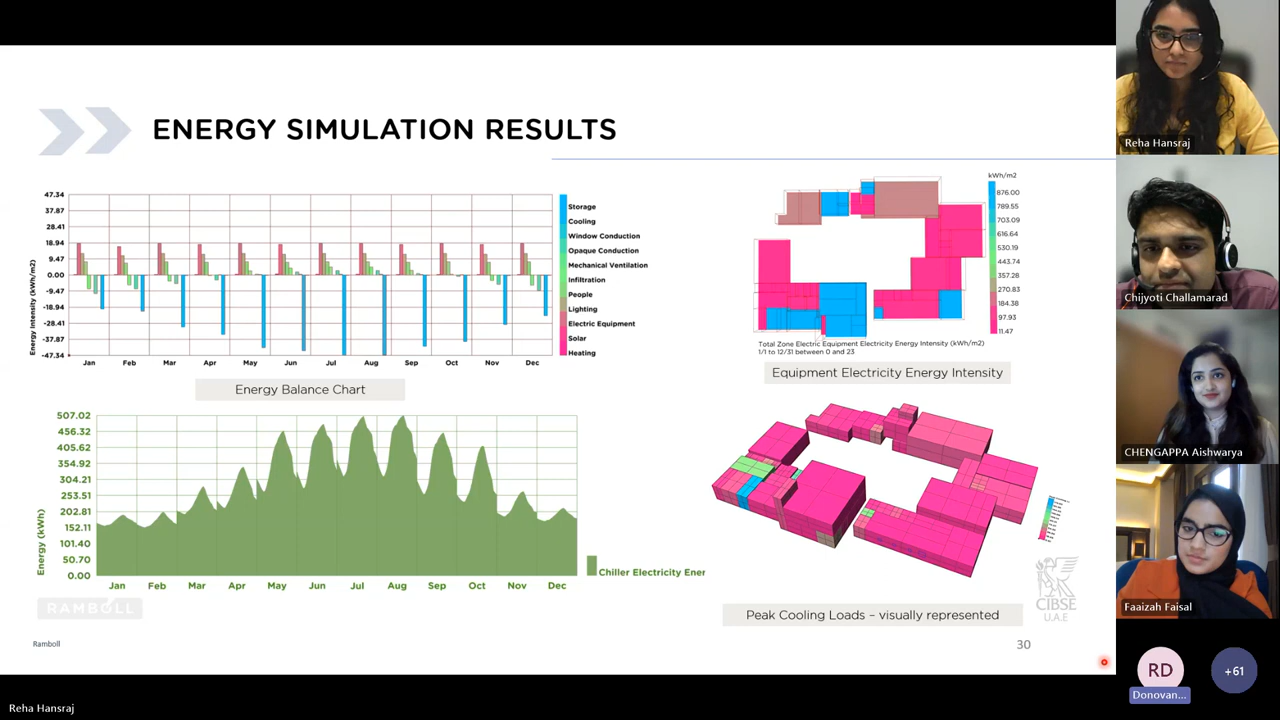 ENERGY SIMULATION RESULTS
47.34
37.87
28.41
18.94
9.47
0.00
-9.47
-18.94
-28.41
-37.87
-47.34
Energy Intensity (kWh/m2)
Jan Feb Mar Apr May Jun Jul Aug Sep Oct Nov Dec
Storage
Cooling
Window Conduction
Opaque Conduction
Mechanical Ventilation
Infiltration
People
Lighting
Electric Equipment
Solar
Heating
Energy Balance Chart
507.02
456.32
405.62
354.92
304.21
253.51
202.81
152.11
101.40
50.70
0.00
Energy (kWh)
Jan Feb Mar Apr May Jun Jul Aug Sep Oct Nov Dec
Chiller Electricity Ener
kWh/m2
876.00
789.55
703.09
616.64
530.19
443.74
357.28
270.83
184.38
97.93
11.47
Total Zone Electric Equipment Electricity Energy Intensity (kWh/m2)
1/1 to 12/31 between 0 and 23
Equipment Electricity Energy Intensity
Peak Cooling Loads – visually represented
RAMBOLL
CIBSE
U.A.E
Ramboll
30
Reha Hansraj
Chijyoti Challamarad
CHENGAPPA Aishwarya
Faaizah Faisal
RD
Donovan...
+61
Reha Hansraj